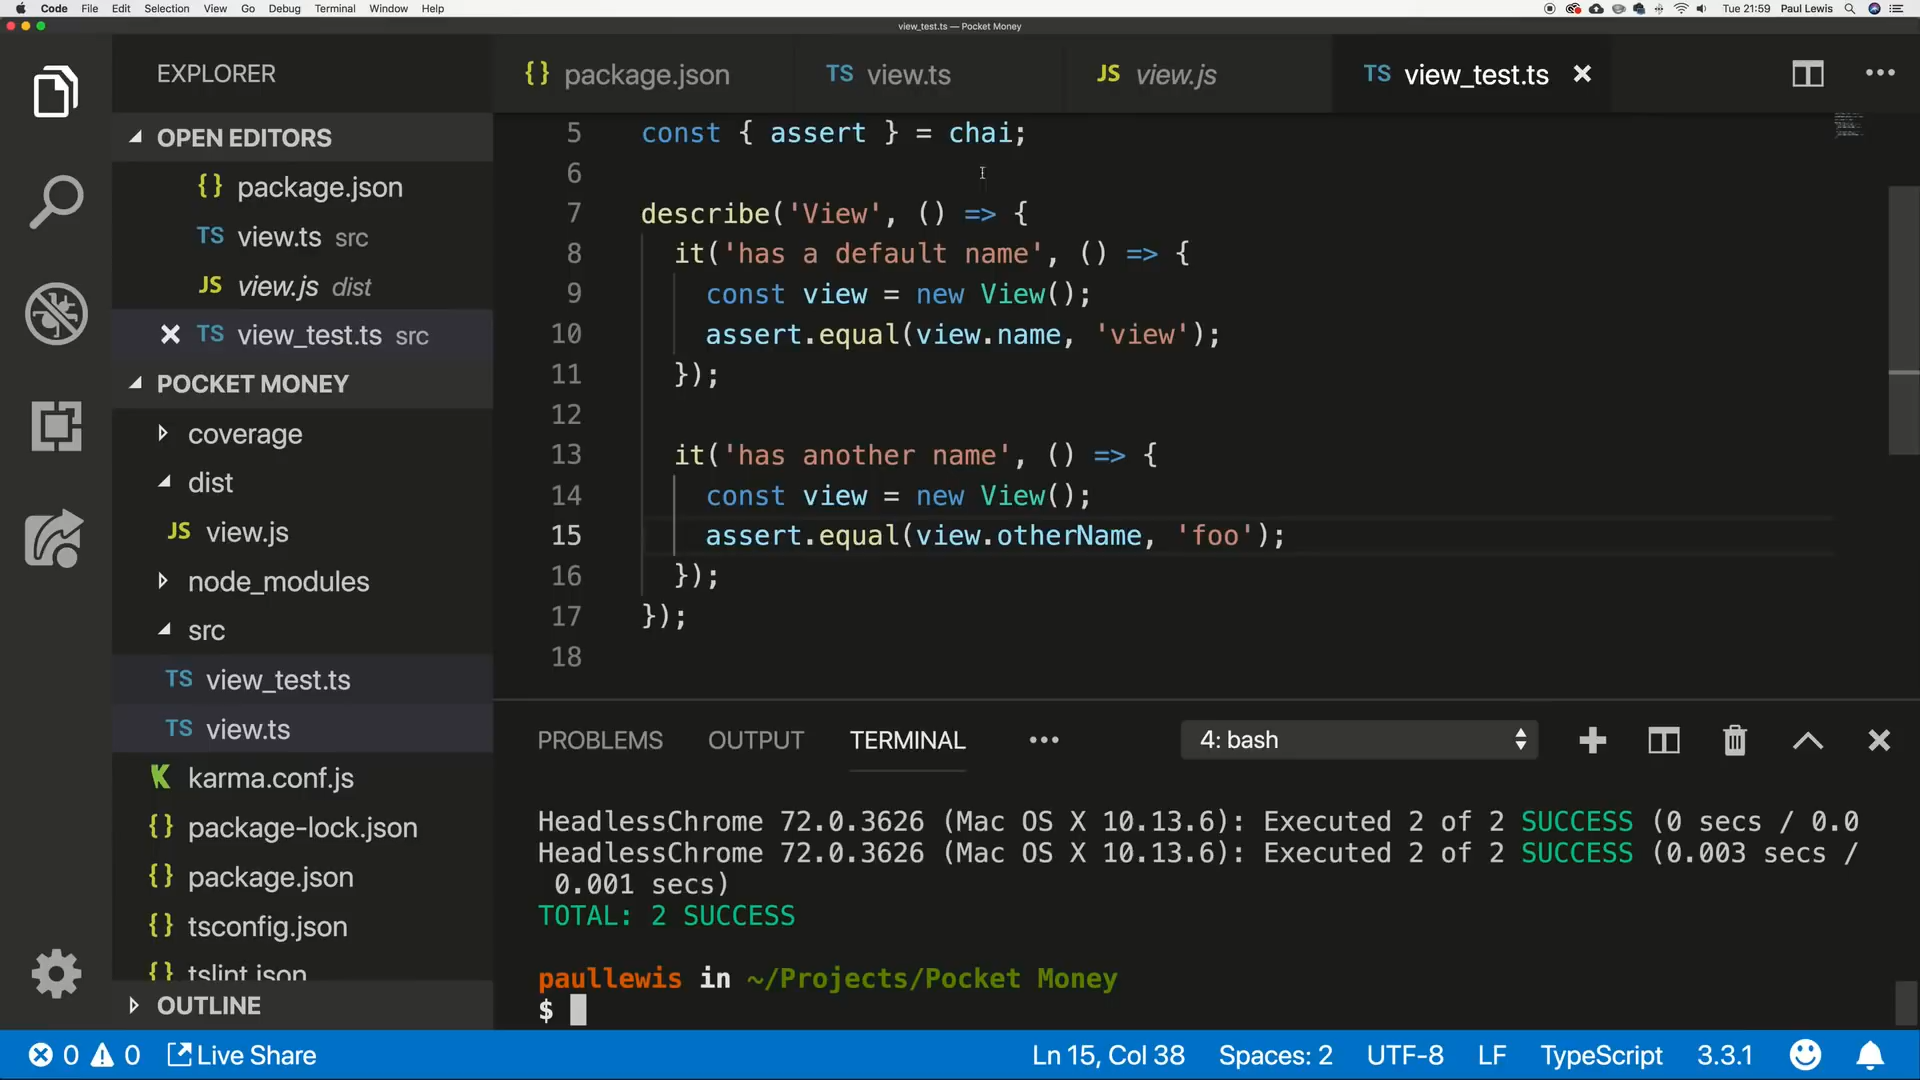 Code File Edit Selection View Go Debug Terminal Window Help
Tue 21:59 Paul Lewis
view_test.ts — Pocket Money
EXPLORER
OPEN EDITORS
{} package.json
TS view.ts src
JS view.js dist
TS view_test.ts src
POCKET MONEY
coverage
dist
JS view.js
node_modules
src
TS view_test.ts
TS view.ts
K karma.conf.js
{} package-lock.json
{} package.json
{} tsconfig.json
{} tslint.json
OUTLINE
{} package.json
TS view.ts
JS view.js
TS view_test.ts
5 const { assert } = chai;
6
7 describe('View', () => {
8 it('has a default name', () => {
9 const view = new View();
10 assert.equal(view.name, 'view');
11 });
12
13 it('has another name', () => {
14 const view = new View();
15 assert.equal(view.otherName, 'foo');
16 });
17 });
18
PROBLEMS OUTPUT TERMINAL
4: bash
HeadlessChrome 72.0.3626 (Mac OS X 10.13.6): Executed 2 of 2 SUCCESS (0 secs / 0.0
HeadlessChrome 72.0.3626 (Mac OS X 10.13.6): Executed 2 of 2 SUCCESS (0.003 secs /
0.001 secs)
TOTAL: 2 SUCCESS
paullewis in ~/Projects/Pocket Money
$
0 0 Live Share
Ln 15, Col 38 Spaces: 2 UTF-8 LF TypeScript 3.3.1